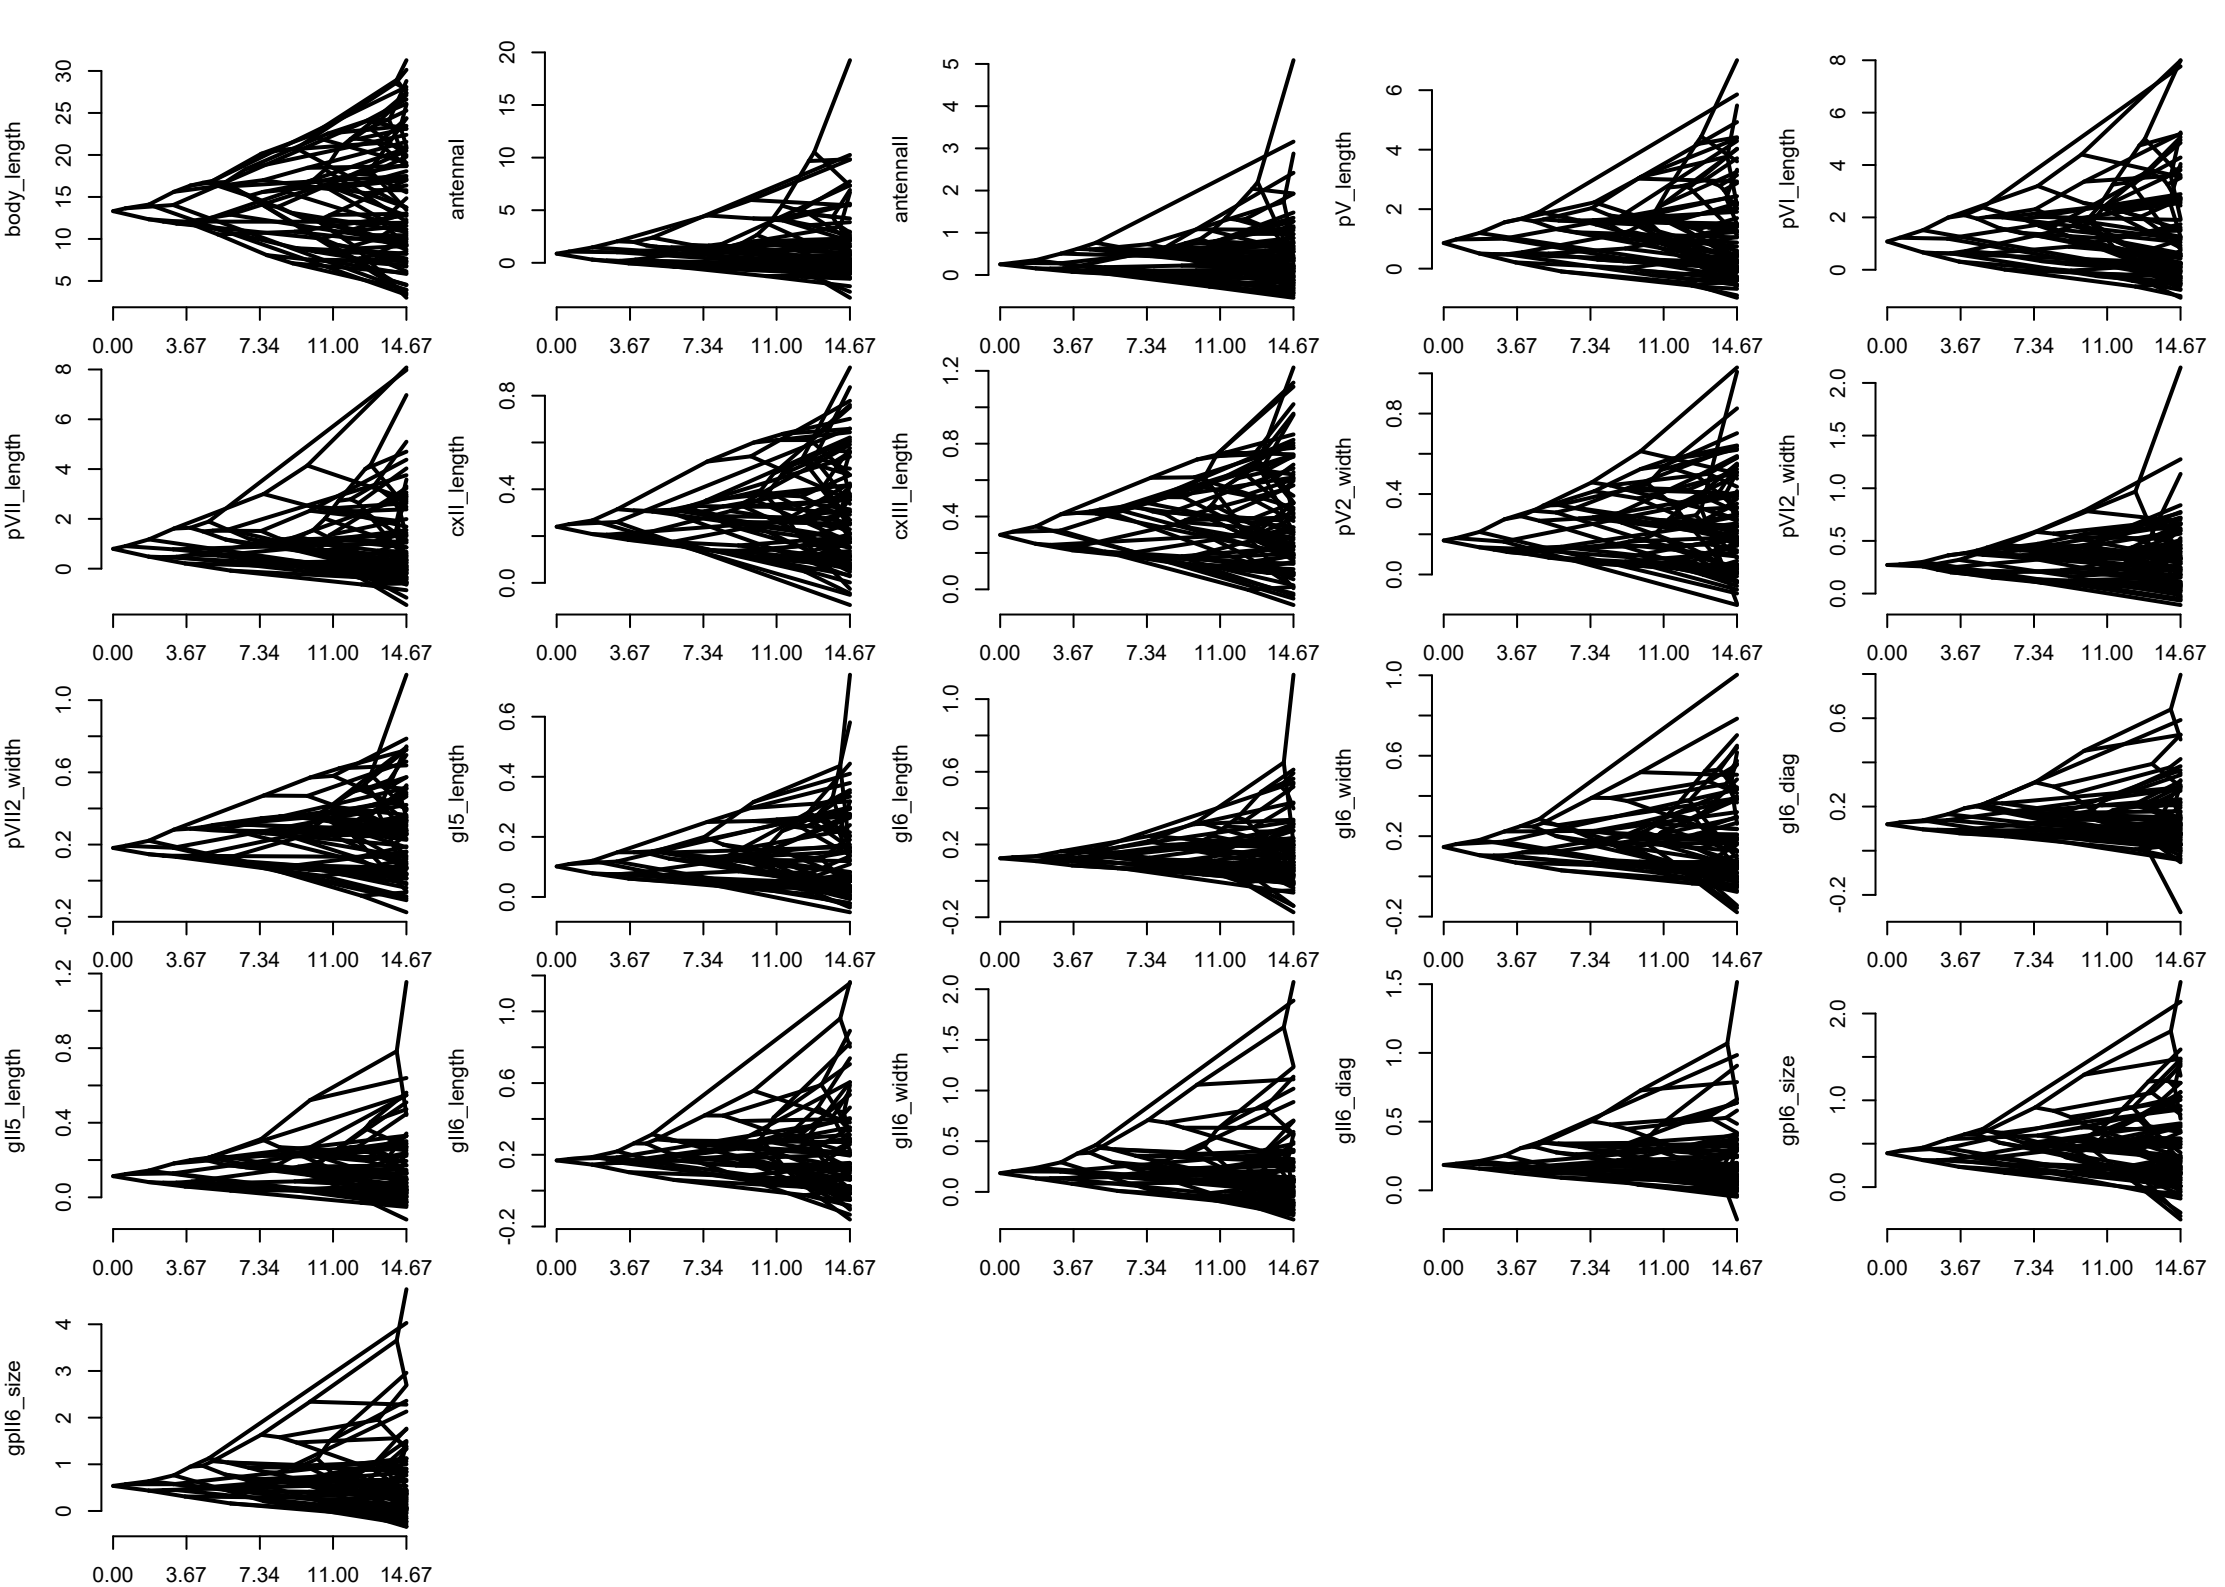 body_length
5 10 15 20 25 30
0.00 3.67 7.34 11.00 14.67
antennaI
0 5 10 15 20
0.00 3.67 7.34 11.00 14.67
antennaII
0 1 2 3 4 5
0.00 3.67 7.34 11.00 14.67
pV_length
0 2 4 6
0.00 3.67 7.34 11.00 14.67
pVI_length
0 2 4 6 8
0.00 3.67 7.34 11.00 14.67
pVII_length
0 2 4 6 8
0.00 3.67 7.34 11.00 14.67
cxII_length
0.0 0.4 0.8
0.00 3.67 7.34 11.00 14.67
cxIII_length
0.0 0.4 0.8 1.2
0.00 3.67 7.34 11.00 14.67
pV2_width
0.0 0.4 0.8
0.00 3.67 7.34 11.00 14.67
pVI2_width
0.0 0.5 1.0 1.5 2.0
0.00 3.67 7.34 11.00 14.67
pVII2_width
-0.2 0.2 0.6 1.0
0.00 3.67 7.34 11.00 14.67
gI5_length
0.0 0.2 0.4 0.6
0.00 3.67 7.34 11.00 14.67
gI6_length
-0.2 0.2 0.6 1.0
0.00 3.67 7.34 11.00 14.67
gI6_width
-0.2 0.2 0.6 1.0
0.00 3.67 7.34 11.00 14.67
gI6_diag
-0.2 0.2 0.6
0.00 3.67 7.34 11.00 14.67
gII5_length
0.0 0.4 0.8 1.2
0.00 3.67 7.34 11.00 14.67
gII6_length
-0.2 0.2 0.6 1.0
0.00 3.67 7.34 11.00 14.67
gII6_width
0.0 0.5 1.0 1.5 2.0
0.00 3.67 7.34 11.00 14.67
gII6_diag
0.0 0.5 1.0 1.5
0.00 3.67 7.34 11.00 14.67
gpI6_size
0.0 1.0 2.0
0.00 3.67 7.34 11.00 14.67
gpII6_size
0 1 2 3 4
0.00 3.67 7.34 11.00 14.67